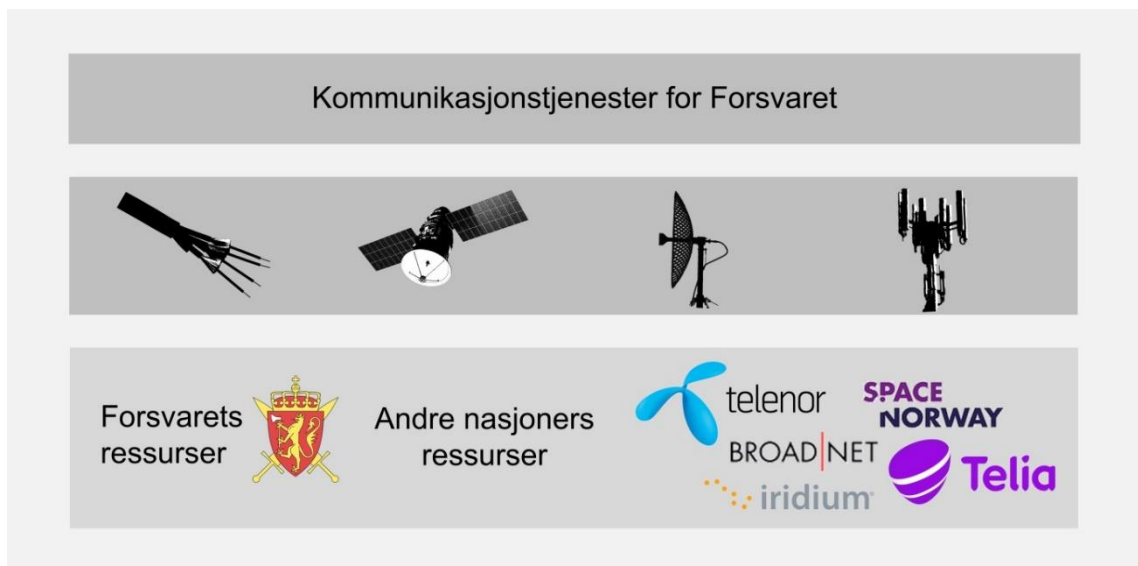 Kommunikasjonstjenester for Forsvaret
Forsvarets
ressurser
Andre nasjoners
ressurser
telenor
SPACE
NORWAY
BROAD|NET
Telia
iridium